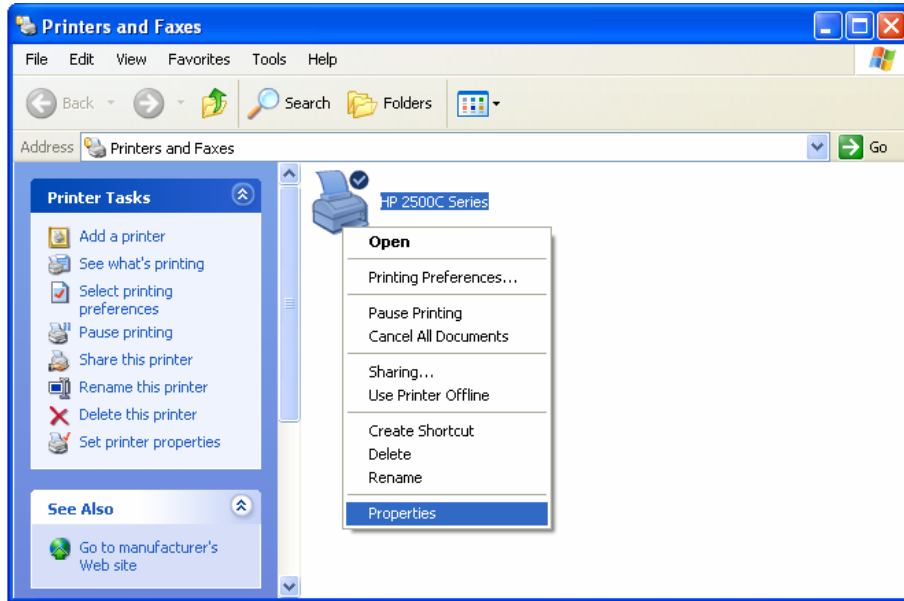 Printers and Faxes
File Edit View Favorites Tools Help
Back Search Folders
Address Printers and Faxes Go
Printer Tasks
Add a printer
See what's printing
Select printing
preferences
Pause printing
Share this printer
Rename this printer
Delete this printer
Set printer properties
See Also
Go to manufacturer's
Web site
HP 2500C Series
Open
Printing Preferences...
Pause Printing
Cancel All Documents
Sharing...
Use Printer Offline
Create Shortcut
Delete
Rename
Properties